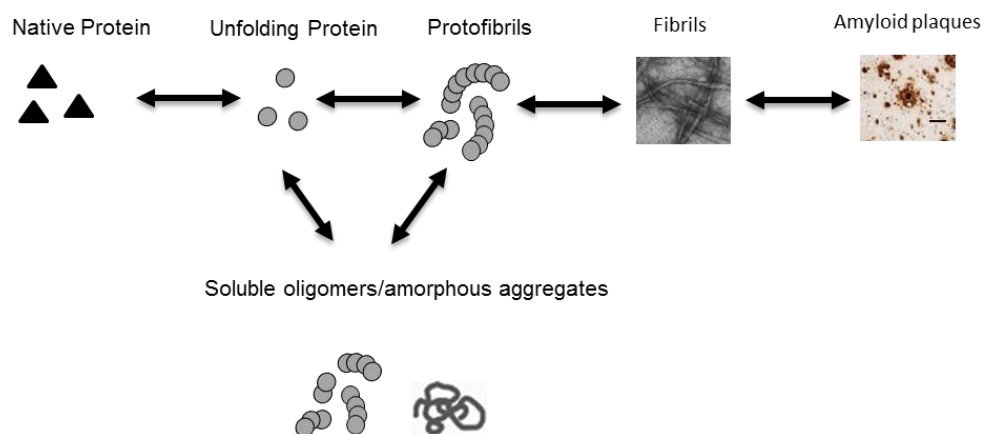 Native Protein
Unfolding Protein
Protofibrils
Fibrils
Amyloid plaques
Soluble oligomers/amorphous aggregates